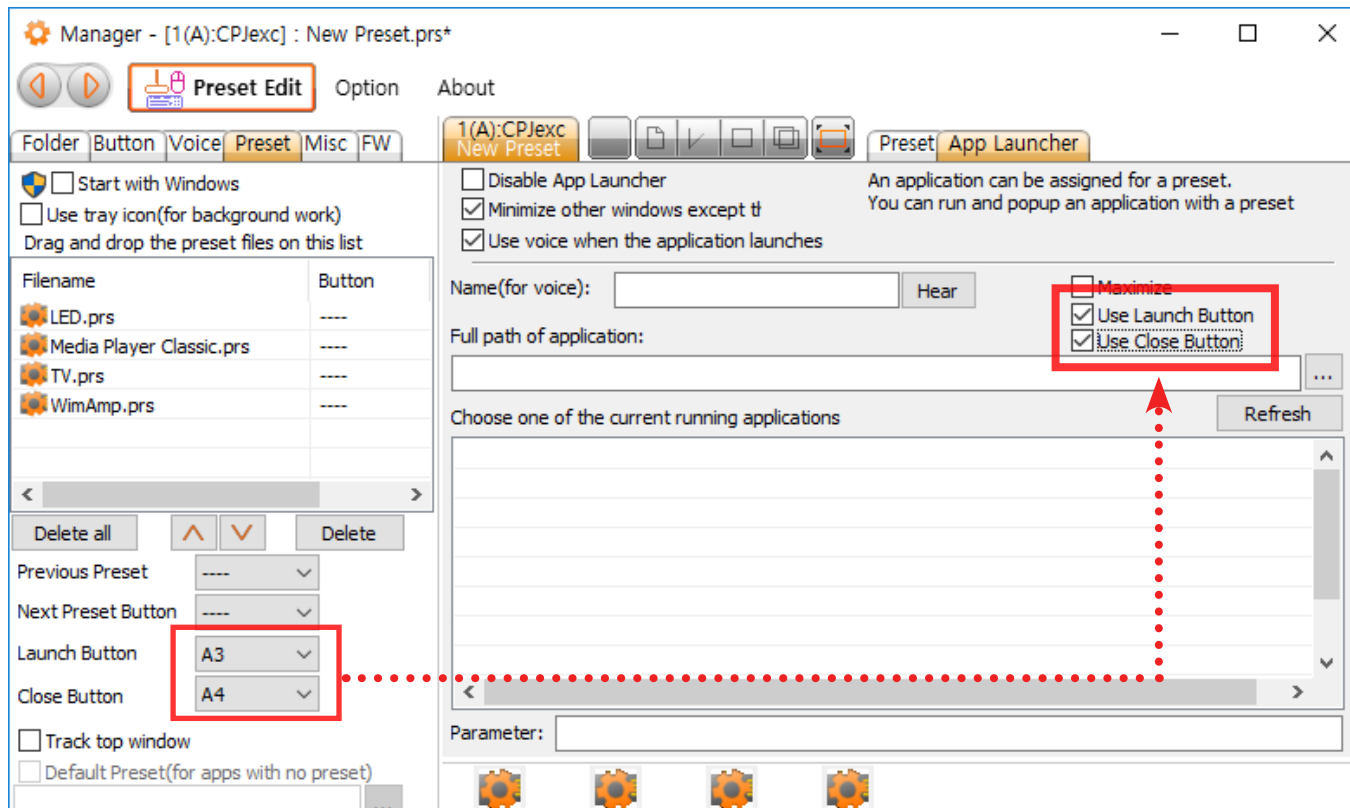 Manager - [1(A):CPJexc] : New Preset.prs*
Preset Edit Option About
Folder Button Voice Preset Misc FW
Start with Windows
Use tray icon(for background work)
Drag and drop the preset files on this list
Filename Button
LED.prs ----
Media Player Classic.prs ----
TV.prs ----
WimAmp.prs ----
Delete all Delete
Previous Preset ----
Next Preset Button ----
Launch Button A3
Close Button A4
Track top window
Default Preset(for apps with no preset)
...
1(A):CPJexc
New Preset
Preset App Launcher
Disable App Launcher
Minimize other windows except th
Use voice when the application launches
An application can be assigned for a preset.
You can run and popup an application with a preset
Name(for voice): Hear
Maximize
Use Launch Button
Use Close Button
Full path of application:
...
Choose one of the current running applications Refresh
Parameter: